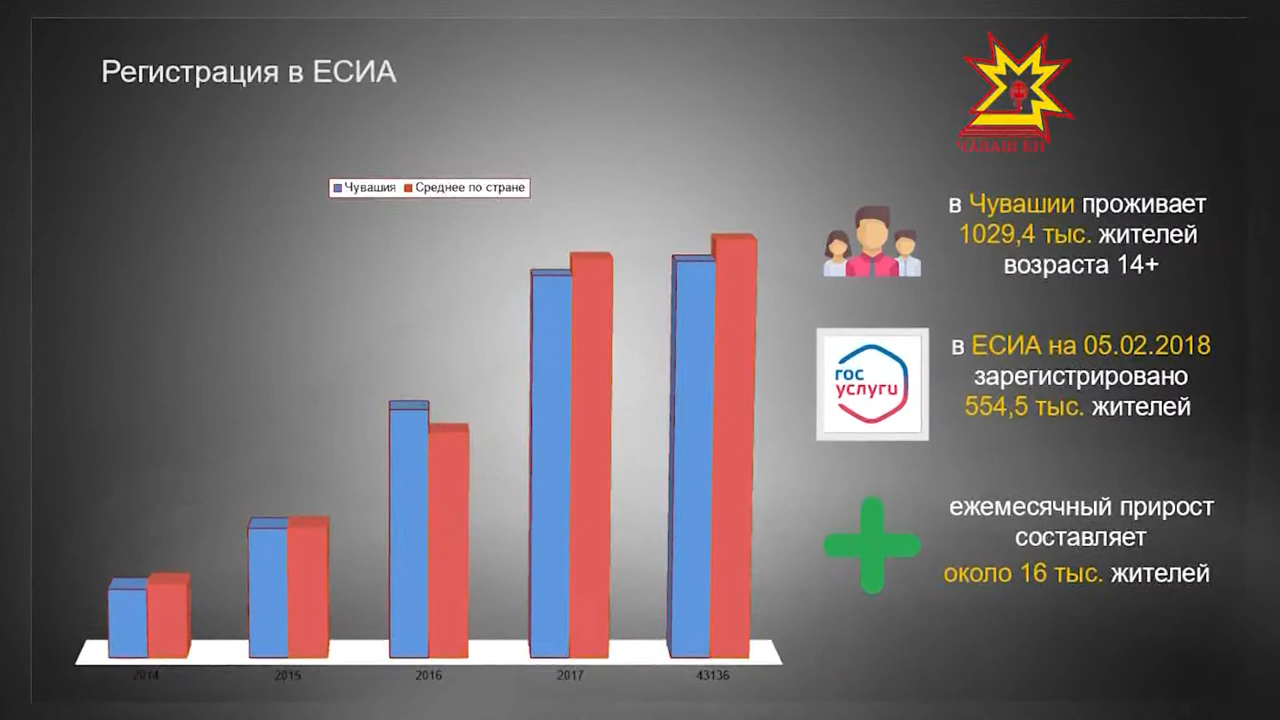 Регистрация в ЕСИА
ЧĂВАШ ЕН
Чувашия Среднее по стране
2014 2015 2016 2017 43136
в Чувашии проживает
1029,4 тыс. жителей
возраста 14+
гос
услуги
в ЕСИА на 05.02.2018
зарегистрировано
554,5 тыс. жителей
ежемесячный прирост
составляет
около 16 тыс. жителей